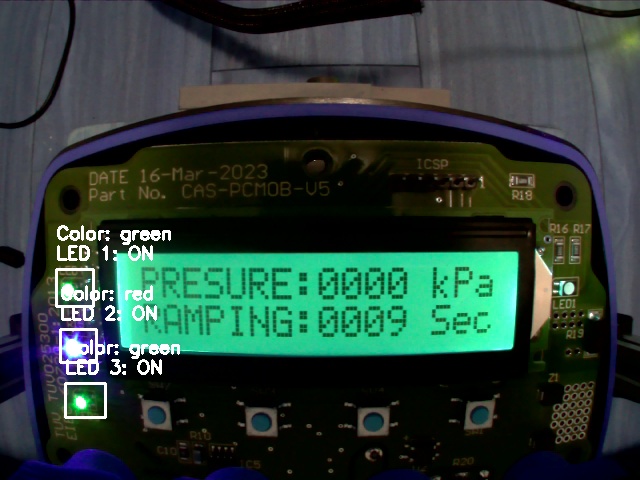 DATE 16-Mar-2023
Part No. CAS-PCMOB-V5
ICSP
1
R18
R16 R17
Color: green
LED 1: ON
Color: red
LED 2: ON
Color: green
LED 3: ON
PRESURE:0000 kPa
RAMPING:0009 Sec
LED1
R19
Z1
R10
R20